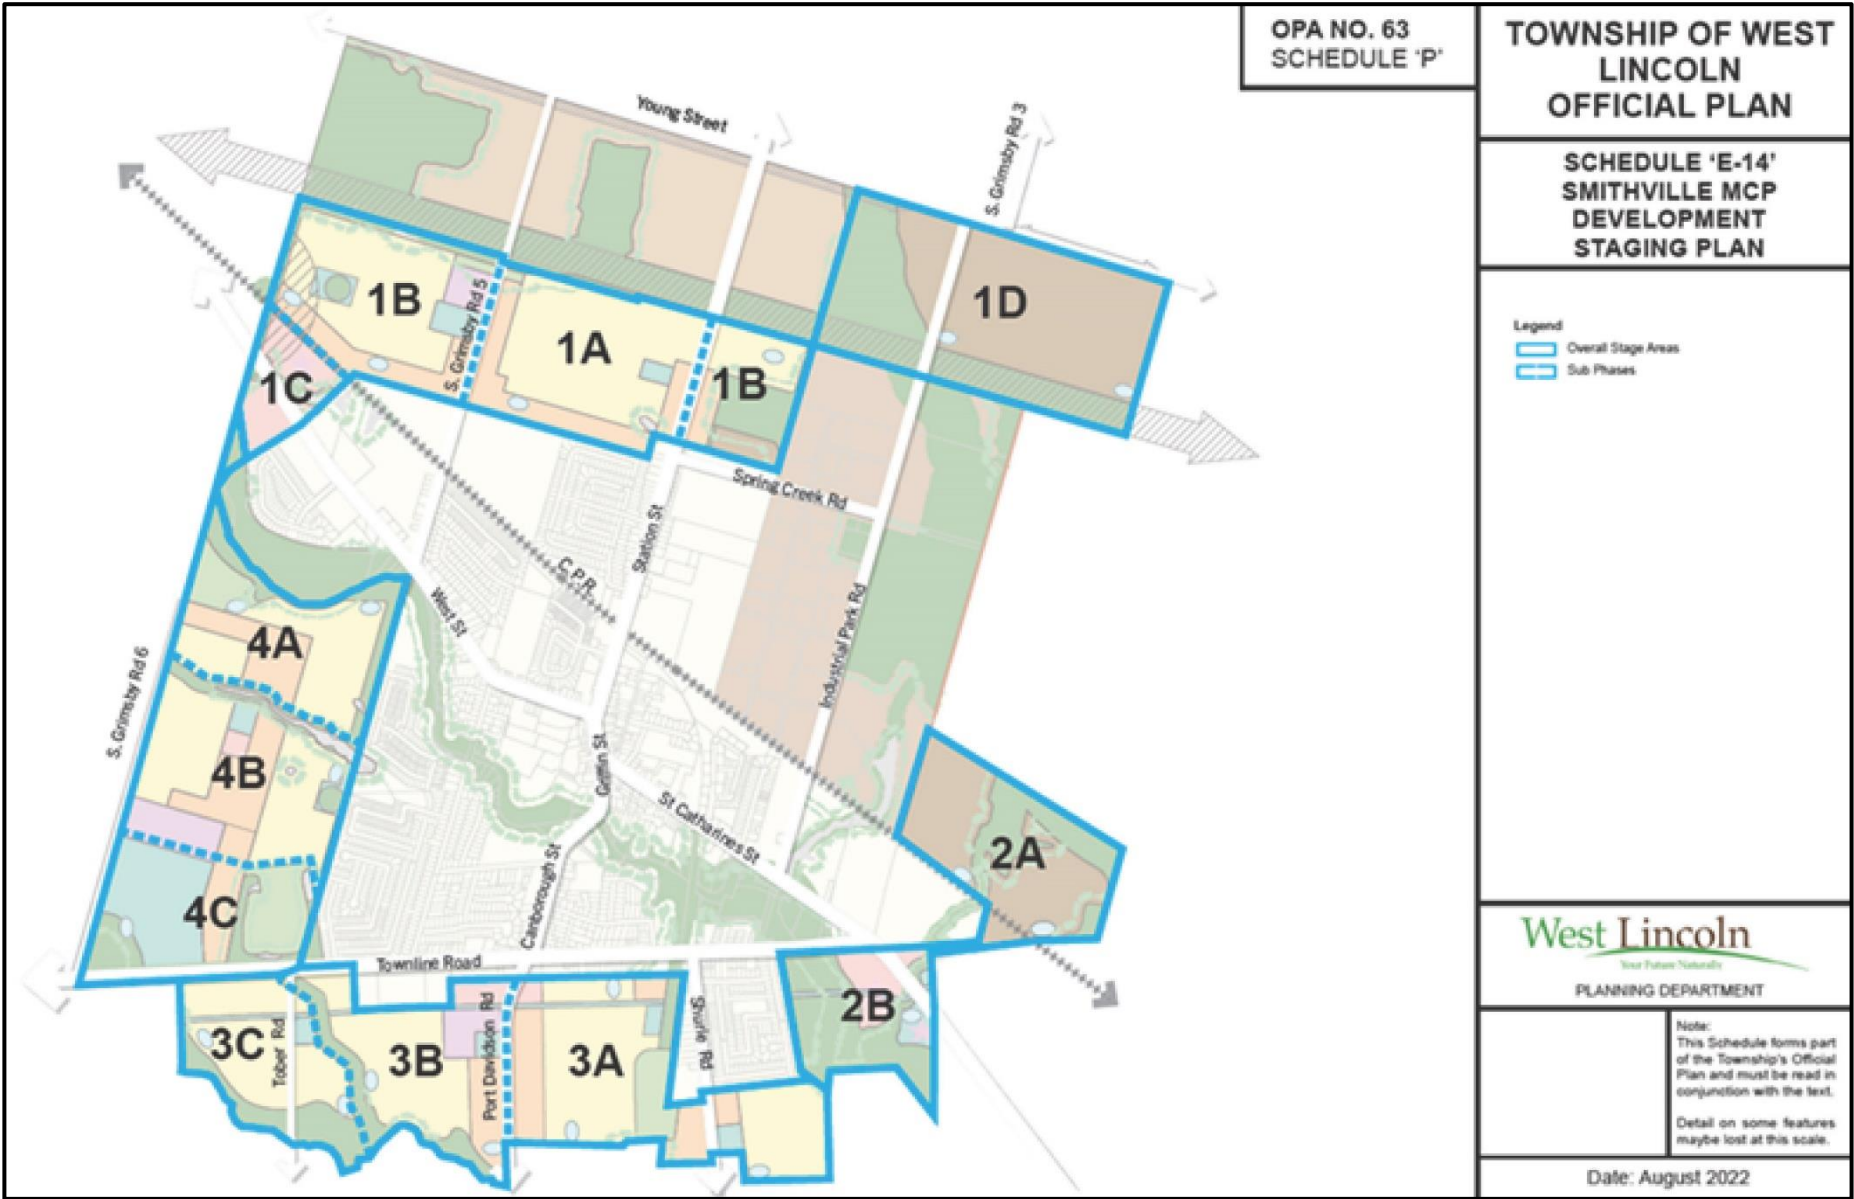 OPA NO. 63
SCHEDULE 'P'
TOWNSHIP OF WEST
LINCOLN
OFFICIAL PLAN
SCHEDULE 'E-14'
SMITHVILLE MCP
DEVELOPMENT
STAGING PLAN
Legend
Overall Stage Areas
Sub Phases
Young Street
S. Grimsby Rd 3
1D
1B
S. Grimsby Rd 5
1A
1B
1C
Spring Creek Rd
Station St
C.P.R.
West St
Industrial Park Rd
4A
S. Grimsby Rd 6
4B
Griffin St
St Catharines St
Canborough St
2A
4C
Townline Road
2B
3C
Tober Rd
3B
Port Davidson Rd
3A
Shurie Rd
West Lincoln
Your Future Naturally
PLANNING DEPARTMENT
Note:
This Schedule forms part
of the Township's Official
Plan and must be read in
conjunction with the text.
Detail on some features
maybe lost at this scale.
Date: August 2022